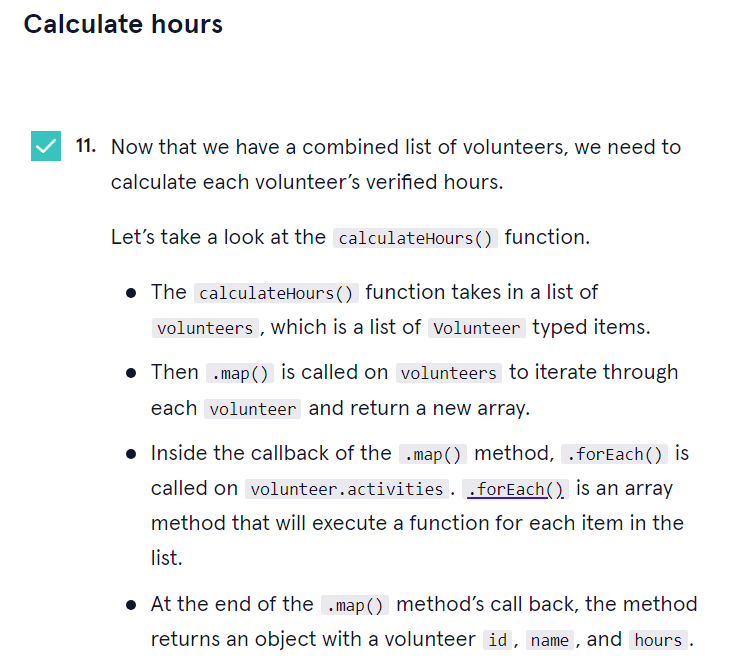 Calculate hours
11. Now that we have a combined list of volunteers, we need to
calculate each volunteer’s verified hours.
Let’s take a look at the calculateHours() function.
● The calculateHours() function takes in a list of
volunteers, which is a list of Volunteer typed items.
● Then .map() is called on volunteers to iterate through
each volunteer and return a new array.
● Inside the callback of the .map() method, .forEach() is
called on volunteer.activities. .forEach() is an array
method that will execute a function for each item in the
list.
● At the end of the .map() method’s call back, the method
returns an object with a volunteer id, name, and hours.